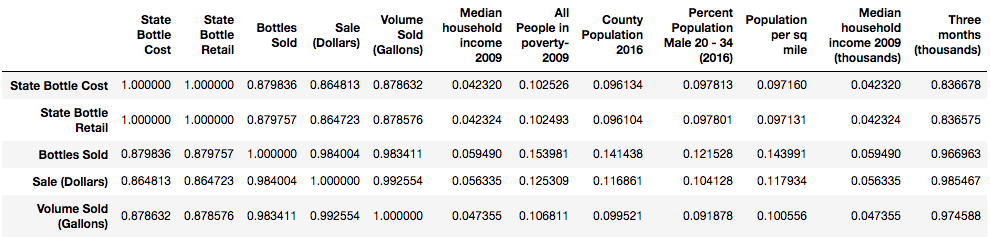 State Bottle Cost State Bottle Retail Bottles Sold Sale (Dollars) Volume Sold (Gallons) Median household income 2009 All People in poverty- 2009 County Population 2016 Percent Population Male 20 - 34 (2016) Population per sq mile Median household income 2009 (thousands) Three months (thousands)
State Bottle Cost 1.000000 1.000000 0.879836 0.864813 0.878632 0.042320 0.102526 0.096134 0.097813 0.097160 0.042320 0.836678
State Bottle Retail 1.000000 1.000000 0.879757 0.864723 0.878576 0.042324 0.102493 0.096104 0.097801 0.097131 0.042324 0.836575
Bottles Sold 0.879836 0.879757 1.000000 0.984004 0.983411 0.059490 0.153981 0.141438 0.121528 0.143991 0.059490 0.966963
Sale (Dollars) 0.864813 0.864723 0.984004 1.000000 0.992554 0.056335 0.125309 0.116861 0.104128 0.117934 0.056335 0.985467
Volume Sold (Gallons) 0.878632 0.878576 0.983411 0.992554 1.000000 0.047355 0.106811 0.099521 0.091878 0.100556 0.047355 0.974588